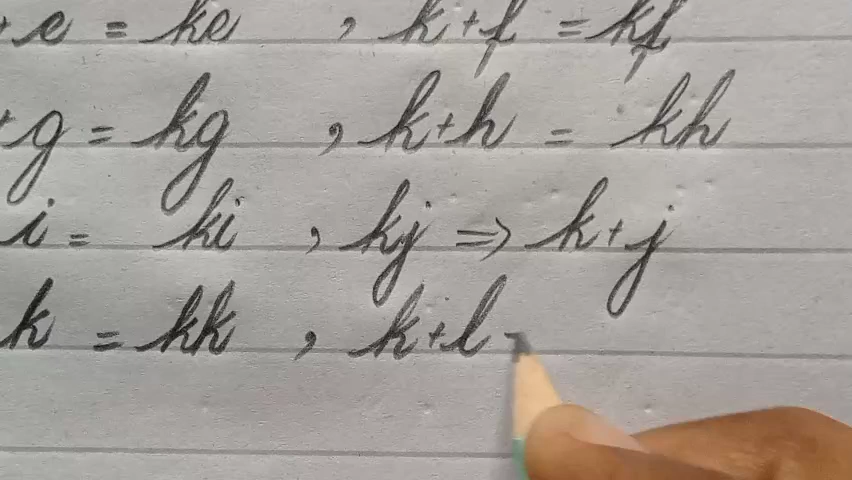 +e = ke , k+f = kf
+g = kg , k+h = kh
i = ki , kj => k+j
k = kk , k+l -